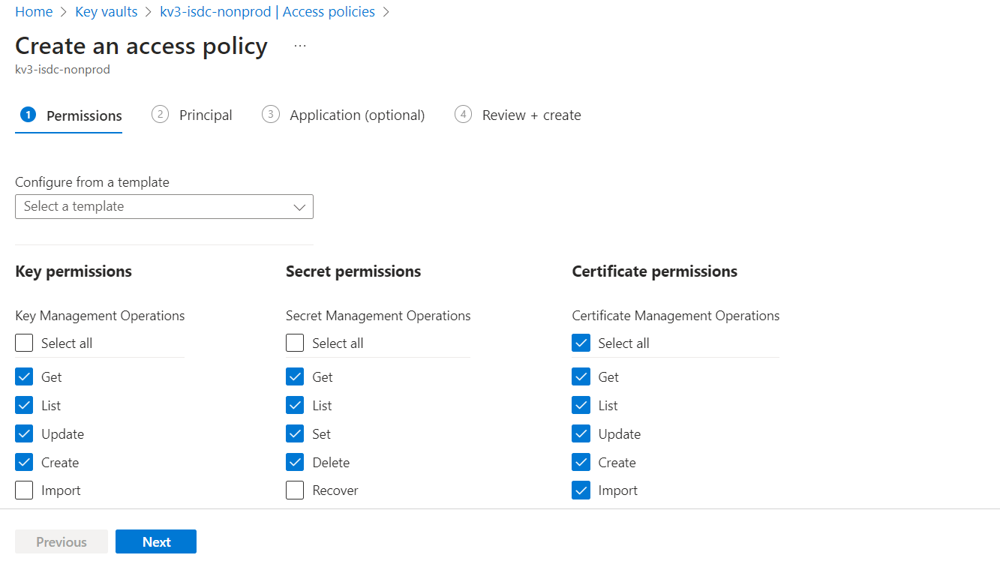 Home > Key vaults > kv3-isdc-nonprod | Access policies >
Create an access policy ...
kv3-isdc-nonprod
1 Permissions 2 Principal 3 Application (optional) 4 Review + create
Configure from a template
Select a template
Key permissions Secret permissions Certificate permissions
Key Management Operations Secret Management Operations Certificate Management Operations
Select all Select all Select all
Get Get Get
List List List
Update Set Update
Create Delete Create
Import Recover Import
Previous Next